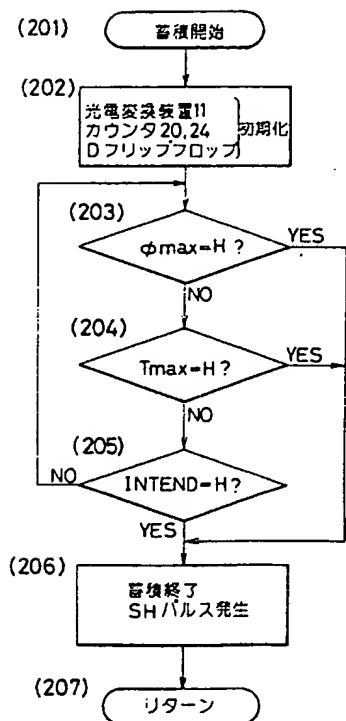 (201)
蓄積開始
(202)
光電変換装置11
カウンタ20,24
Dフリップフロップ
初期化
(203)
φmax=H?
YES
NO
(204)
Tmax=H?
YES
NO
(205)
NO
INTEND=H?
YES
(206)
蓄積終了
SHパルス発生
(207)
リターン